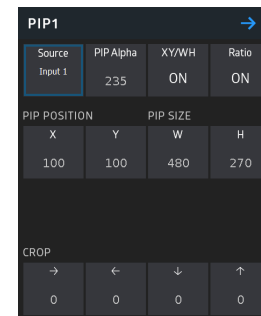 PIP1 →
Source PIP Alpha XY/WH Ratio
Input 1 235 ON ON
PIP POSITION PIP SIZE
X Y W H
100 100 480 270
CROP
→ ← ↓ ↑
0 0 0 0